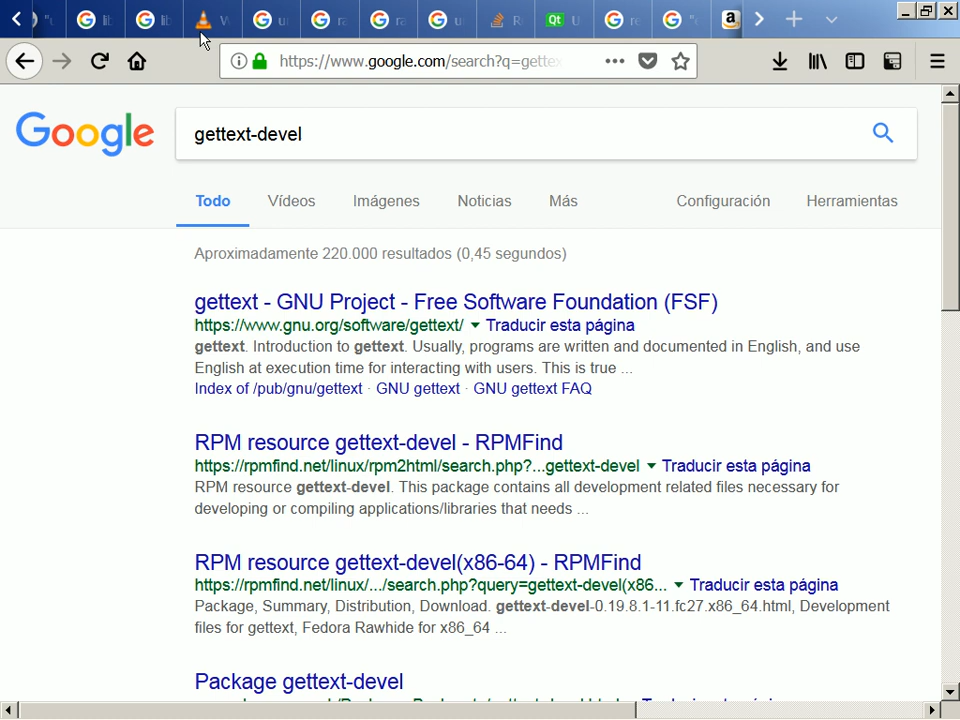 https://www.google.com/search?q=gettex
Google
gettext-devel
Todo Vídeos Imágenes Noticias Más Configuración Herramientas
Aproximadamente 220.000 resultados (0,45 segundos)
gettext - GNU Project - Free Software Foundation (FSF)
https://www.gnu.org/software/gettext/ Traducir esta página
gettext. Introduction to gettext. Usually, programs are written and documented in English, and use
English at execution time for interacting with users. This is true ...
Index of /pub/gnu/gettext · GNU gettext · GNU gettext FAQ
RPM resource gettext-devel - RPMFind
https://rpmfind.net/linux/rpm2html/search.php?...gettext-devel Traducir esta página
RPM resource gettext-devel. This package contains all development related files necessary for
developing or compiling applications/libraries that needs ...
RPM resource gettext-devel(x86-64) - RPMFind
https://rpmfind.net/linux/.../search.php?query=gettext-devel(x86... Traducir esta página
Package, Summary, Distribution, Download. gettext-devel-0.19.8.1-11.fc27.x86_64.html, Development
files for gettext, Fedora Rawhide for x86_64 ...
Package gettext-devel